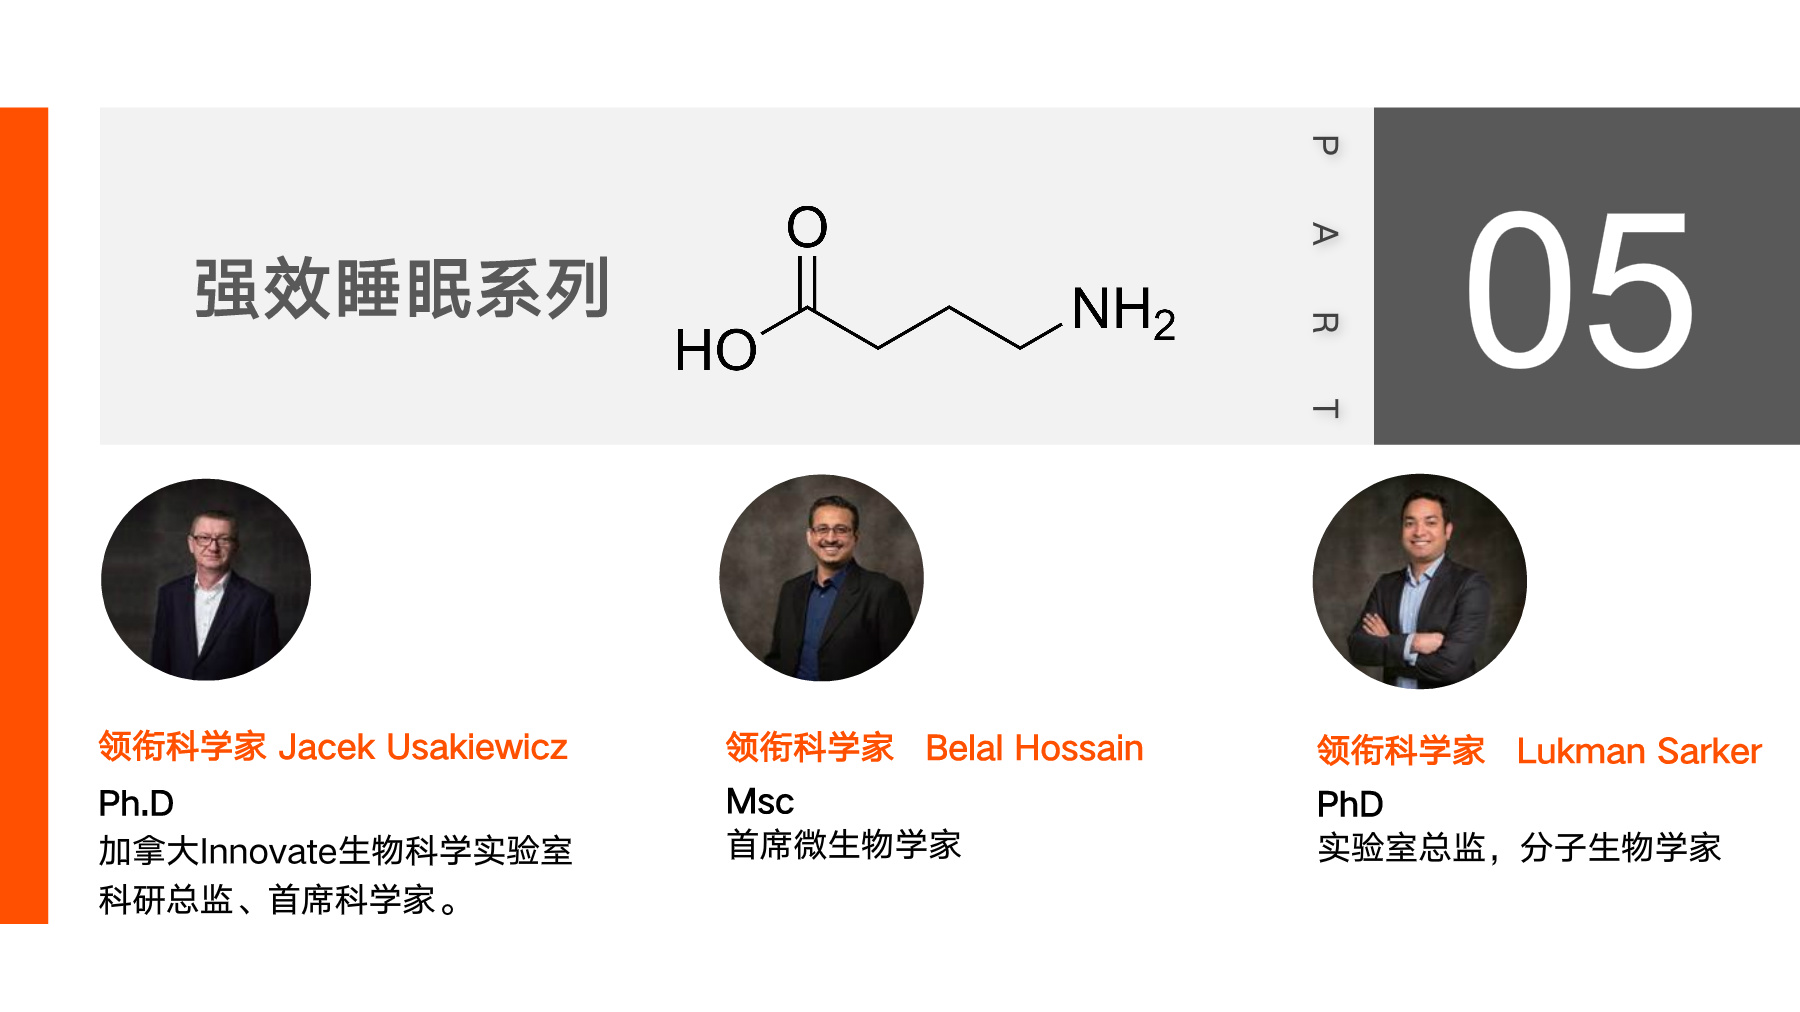 强效睡眠系列
O
HO
NH2
PART
05
领衔科学家 Jacek Usakiewicz
Ph.D
加拿大Innovate生物科学实验室
科研总监、首席科学家。
领衔科学家 Belal Hossain
Msc
首席微生物学家
领衔科学家 Lukman Sarker
PhD
实验室总监，分子生物学家